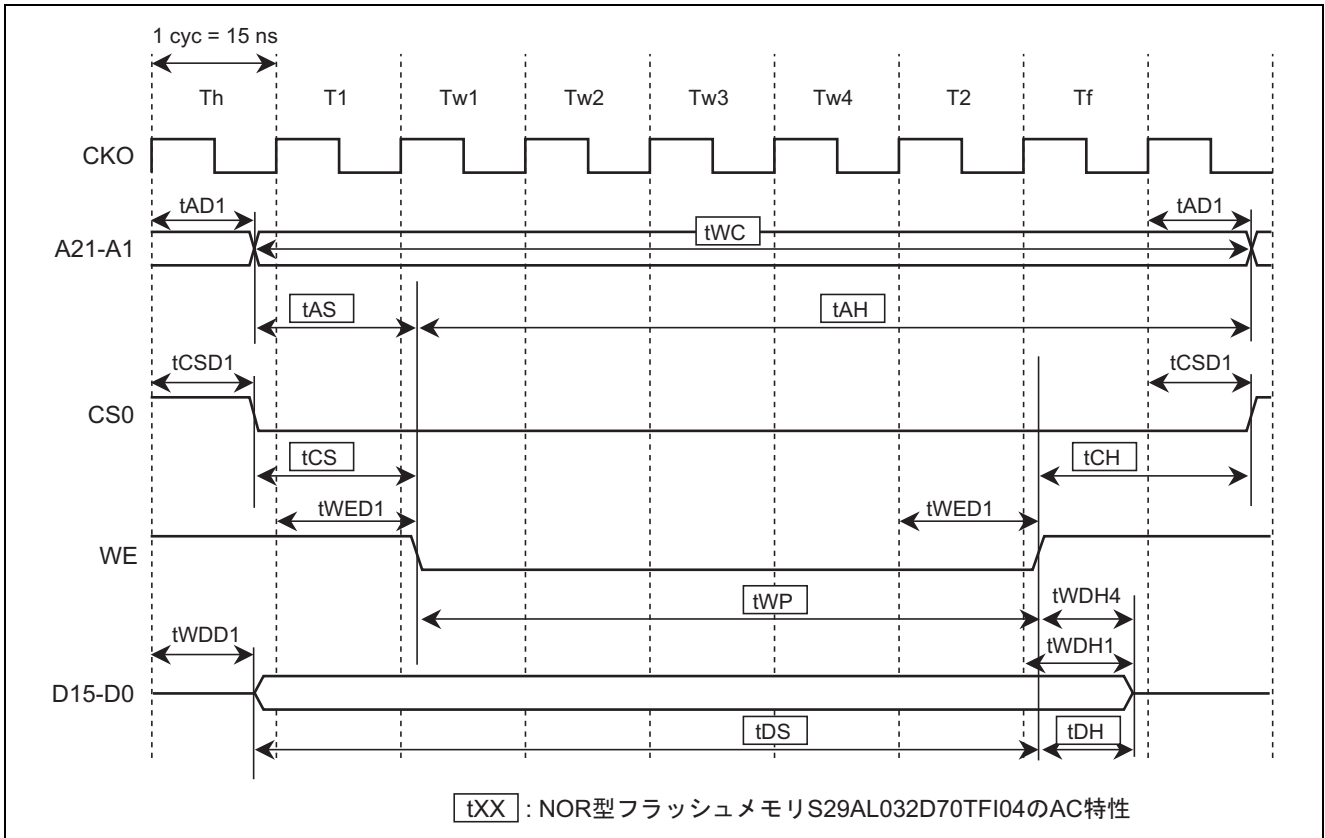 1 cyc = 15 ns
Th T1 Tw1 Tw2 Tw3 Tw4 T2 Tf
CKO
tAD1 tAD1
A21-A1 tWC
tAS tAH
tCSD1 tCSD1
CS0
tCS tCH
tWED1 tWED1
WE
tWP tWDH4
tWDD1 tWDH1
D15-D0
tDS tDH
tXX : NOR型フラッシュメモリS29AL032D70TFI04のAC特性